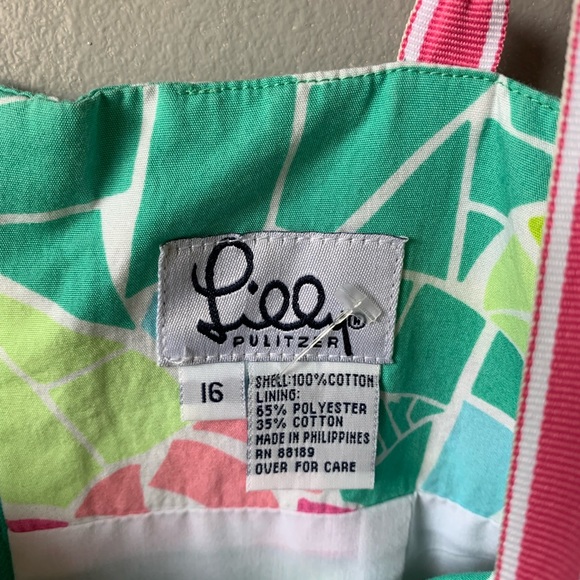 Lilly®
PULITZER
16
SHELL:100% COTTON
LINING:
65% POLYESTER
35% COTTON
MADE IN PHILIPPINES
RN 88189
OVER FOR CARE